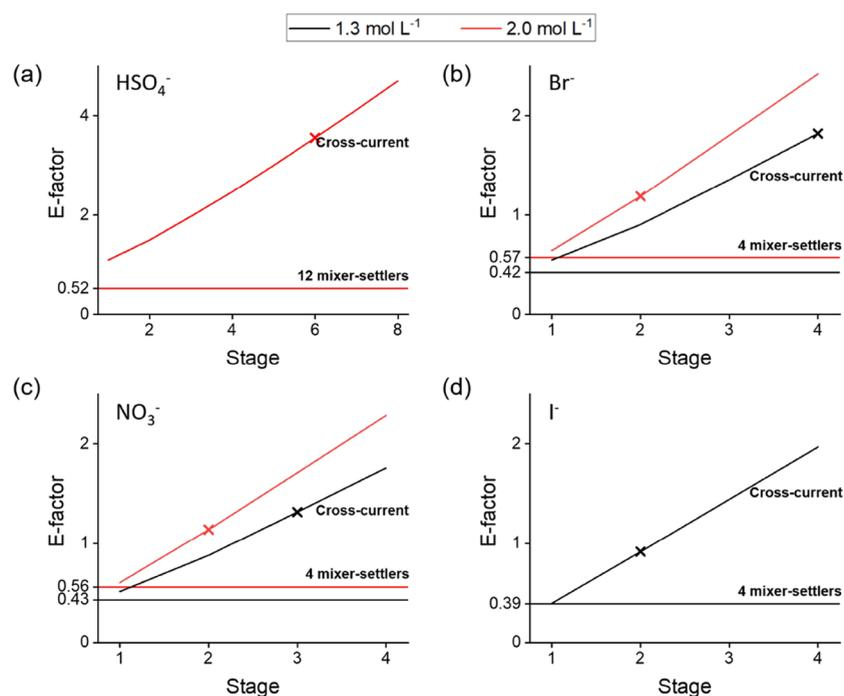 1.3 mol L⁻¹ 2.0 mol L⁻¹
(a)
HSO₄⁻
E-factor
4
2
0.52
0
Cross-current
12 mixer-settlers
2 4 6 8
Stage
(b)
Br⁻
E-factor
2
1
0.57
0.42
0
Cross-current
4 mixer-settlers
1 2 3 4
Stage
(c)
NO₃⁻
E-factor
2
1
0.56
0.43
0
Cross-current
4 mixer-settlers
1 2 3 4
Stage
(d)
I⁻
E-factor
2
1
0.39
0
Cross-current
4 mixer-settlers
1 2 3 4
Stage